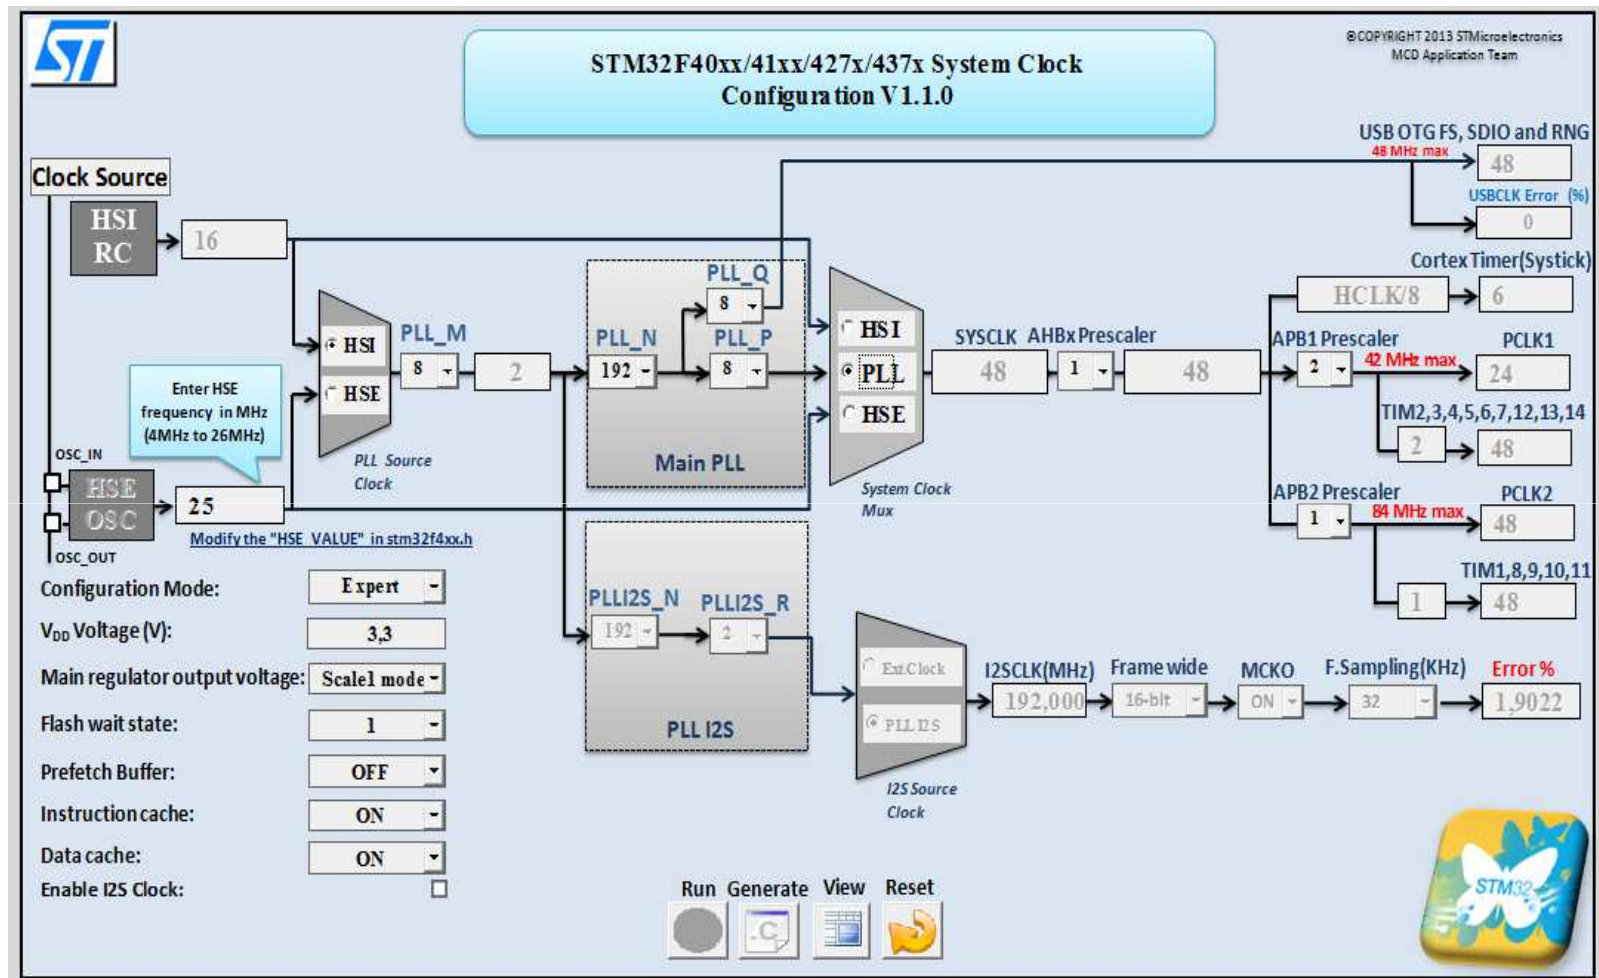 ST
STM32F40xx/41xx/427x/437x System Clock
Configuration V1.1.0
©COPYRIGHT 2013 STMicroelectronics
MCD Application Team
Clock Source
HSI
RC
16
USB OTG FS, SDIO and RNG
48 MHz max
48
USBCLK Error (%)
0
Cortex Timer(Systick)
HCLK/8
6
PLL_Q
8
HSI
HSE
PLL Source
Clock
PLL_M
8
2
PLL_N
192
PLL_P
8
Main PLL
HSI
PLL
HSE
System Clock
Mux
SYSCLK
48
AHBx Prescaler
1
48
APB1 Prescaler
2
42 MHz max
PCLK1
24
TIM2,3,4,5,6,7,12,13,14
2
48
APB2 Prescaler
1
84 MHz max
PCLK2
48
TIM1,8,9,10,11
1
48
Enter HSE
frequency in MHz
(4MHz to 26MHz)
OSC_IN
HSE
OSC
25
OSC_OUT
Modify the "HSE_VALUE" in stm32f4xx.h
Configuration Mode:
Expert
VDD Voltage (V):
3,3
Main regulator output voltage:
Scale1 mode
Flash wait state:
1
Prefetch Buffer:
OFF
Instruction cache:
ON
Data cache:
ON
Enable I2S Clock:
PLLI2S_N
192
PLLI2S_R
2
PLL I2S
Ext.Clock
PLL I2S
I2S Source
Clock
I2SCLK(MHz)
192,000
Frame wide
16-bit
MCKO
ON
F.Sampling(KHz)
32
Error %
1,9022
Run
Generate
View
Reset
.C
STM32